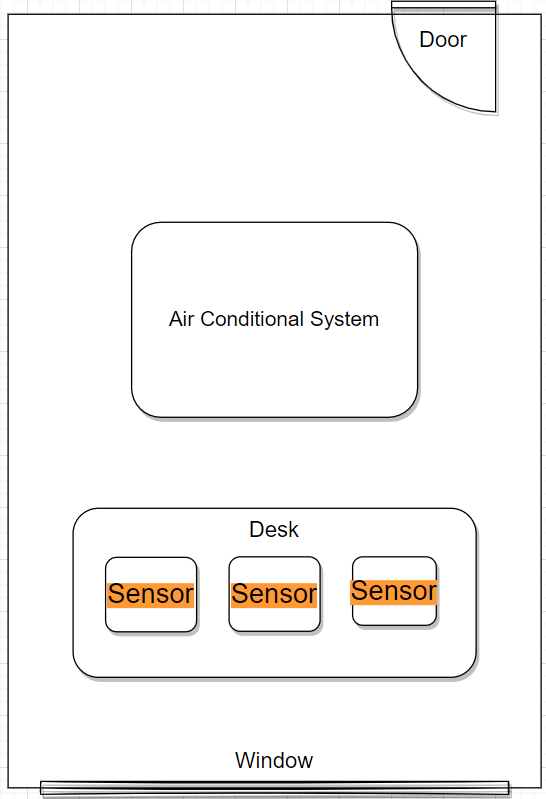 Door
Air Conditional System
Desk
Sensor
Sensor
Sensor
Window